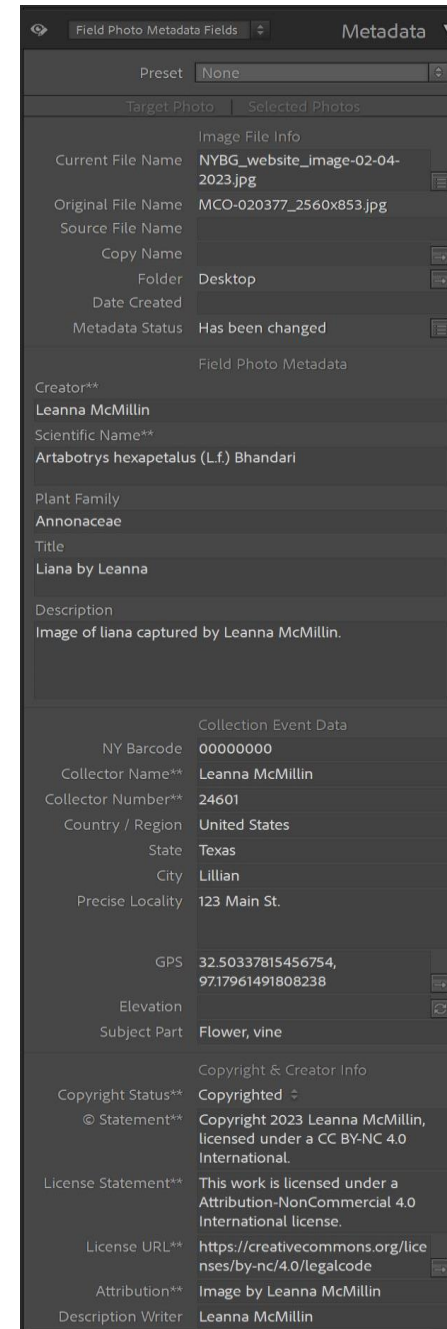 Field Photo Metadata Fields Metadata
Preset None
Target Photo | Selected Photos
Image File Info
Current File Name NYBG_website_image-02-04-
2023.jpg
Original File Name MCO-020377_2560x853.jpg
Source File Name
Copy Name
Folder Desktop
Date Created
Metadata Status Has been changed
Field Photo Metadata
Creator**
Leanna McMillin
Scientific Name**
Artabotrys hexapetalus (L.f.) Bhandari
Plant Family
Annonaceae
Title
Liana by Leanna
Description
Image of liana captured by Leanna McMillin.
Collection Event Data
NY Barcode 00000000
Collector Name** Leanna McMillin
Collector Number** 24601
Country / Region United States
State Texas
City Lillian
Precise Locality 123 Main St.
GPS 32.50337815456754,
97.17961491808238
Elevation
Subject Part Flower, vine
Copyright & Creator Info
Copyright Status** Copyrighted
© Statement** Copyright 2023 Leanna McMillin,
licensed under a CC BY-NC 4.0
International.
License Statement** This work is licensed under a
Attribution-NonCommercial 4.0
International license.
License URL** https://creativecommons.org/lice
nses/by-nc/4.0/legalcode
Attribution** Image by Leanna McMillin
Description Writer Leanna McMillin